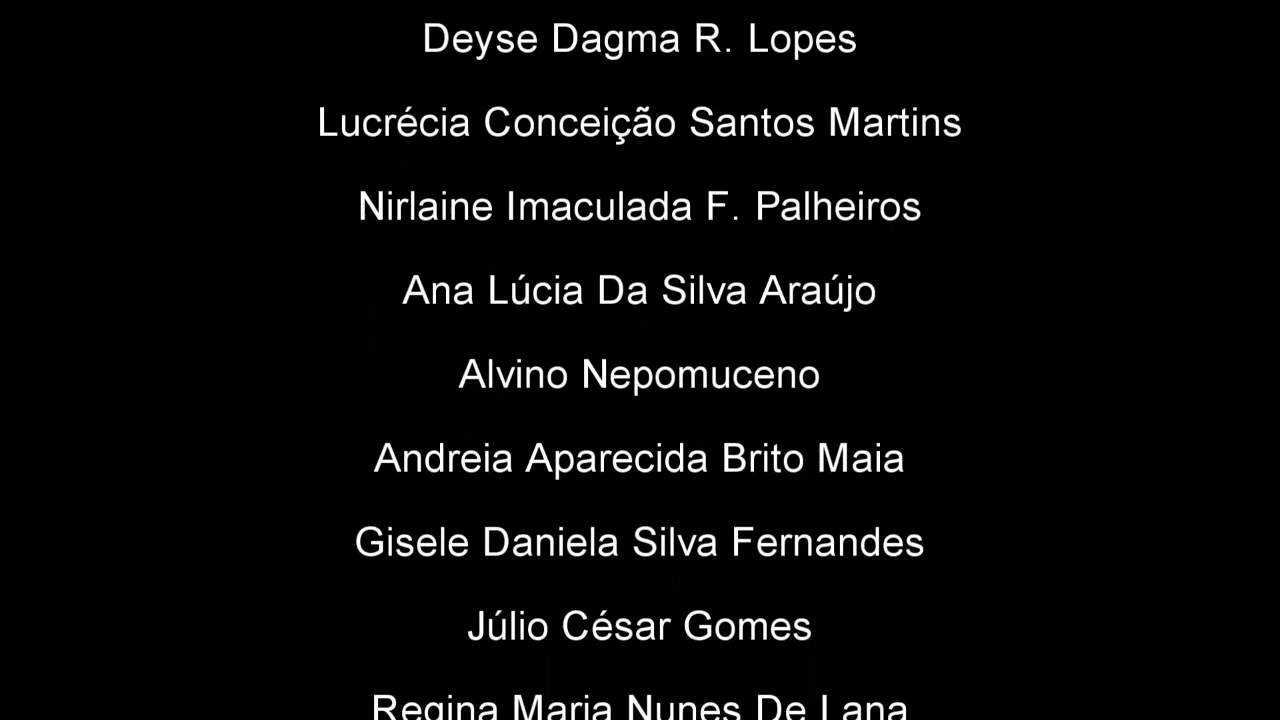 Deyse Dagma R. Lopes
Lucrécia Conceição Santos Martins
Nirlaine Imaculada F. Palheiros
Ana Lúcia Da Silva Araújo
Alvino Nepomuceno
Andreia Aparecida Brito Maia
Gisele Daniela Silva Fernandes
Júlio César Gomes
Regina Maria Nunes De Lana